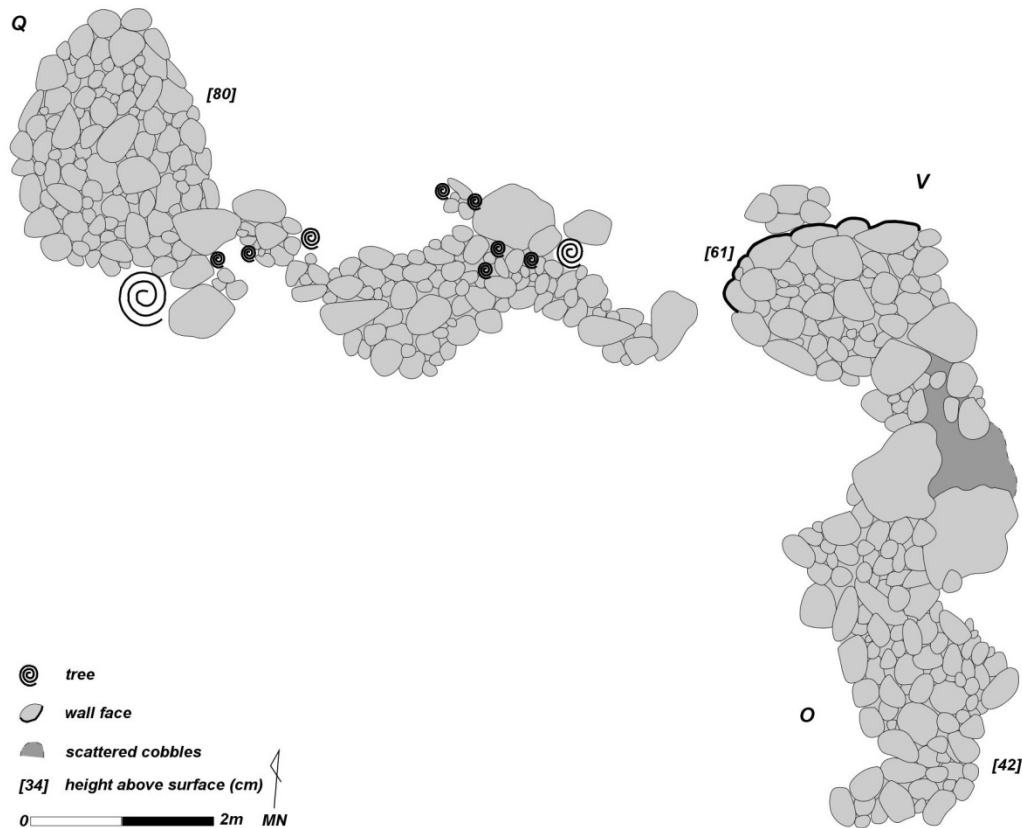 Q
[80]
V
[61]
O
[42]
tree
wall face
scattered cobbles
[34] height above surface (cm)
0 2m MN